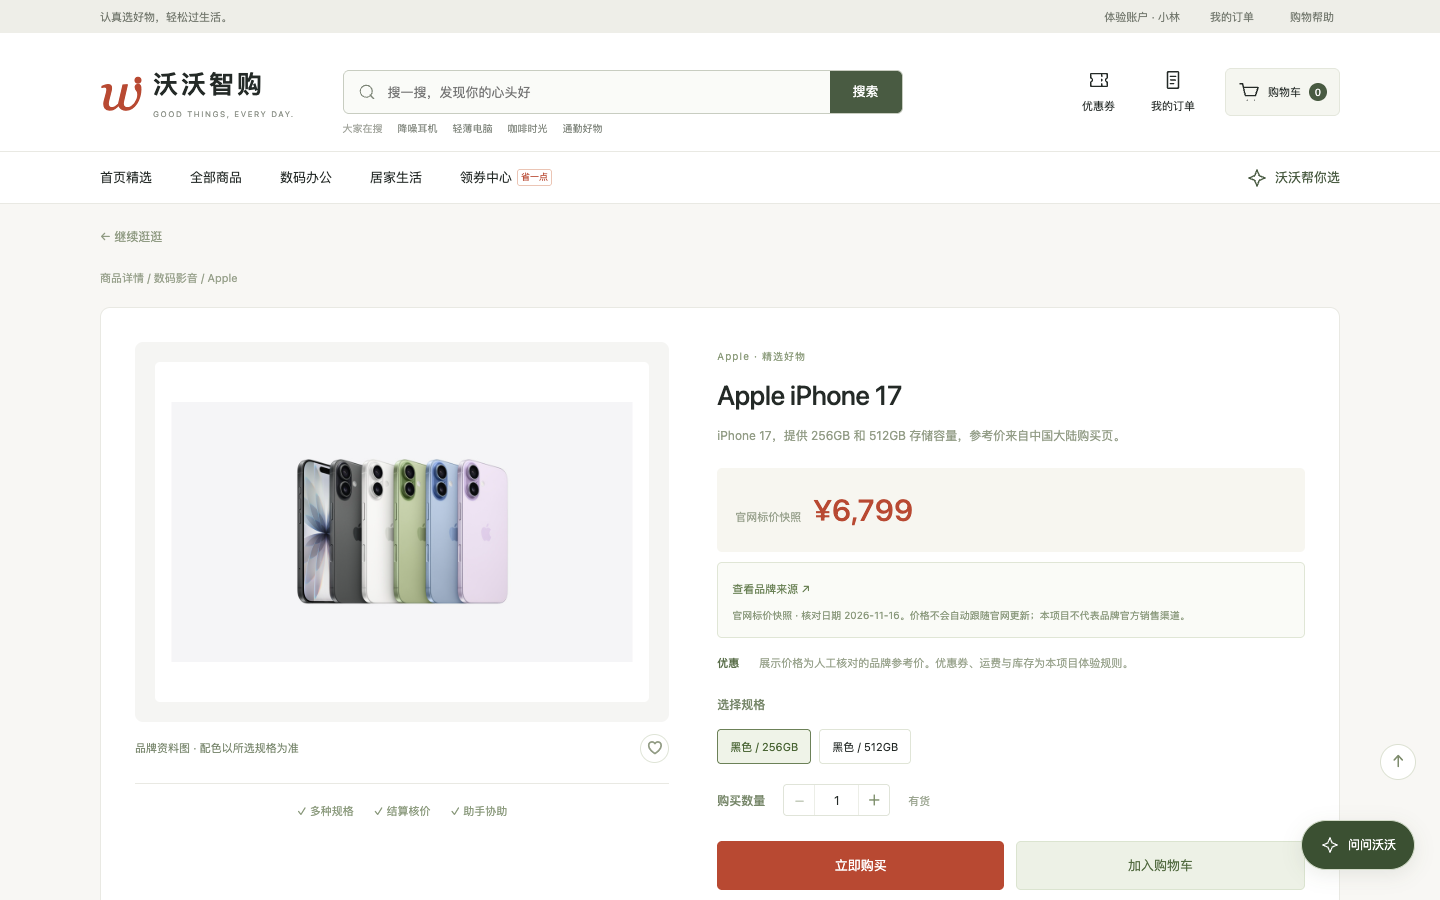 认真选好物，轻松过生活。
体验账户 · 小林
我的订单
购物帮助
沃沃智购
GOOD THINGS, EVERY DAY.
搜一搜，发现你的心头好
搜索
优惠券
我的订单
购物车 0
大家在搜 降噪耳机 轻薄电脑 咖啡时光 通勤好物
首页精选 全部商品 数码办公 居家生活 领券中心 省一点
沃沃帮你选
← 继续逛逛
商品详情 / 数码影音 / Apple
Apple · 精选好物
Apple iPhone 17
iPhone 17，提供 256GB 和 512GB 存储容量，参考价来自中国大陆购买页。
官网标价快照 ¥6,799
查看品牌来源 ↗
官网标价快照 · 核对日期 2026-11-16。价格不会自动跟随官网更新；本项目不代表品牌官方销售渠道。
优惠 展示价格为人工核对的品牌参考价。优惠券、运费与库存为本项目体验规则。
选择规格
黑色 / 256GB
黑色 / 512GB
购买数量 − 1 + 有货
立即购买
加入购物车
品牌资料图 · 配色以所选规格为准
✓ 多种规格 ✓ 结算核价 ✓ 助手协助
问问沃沃